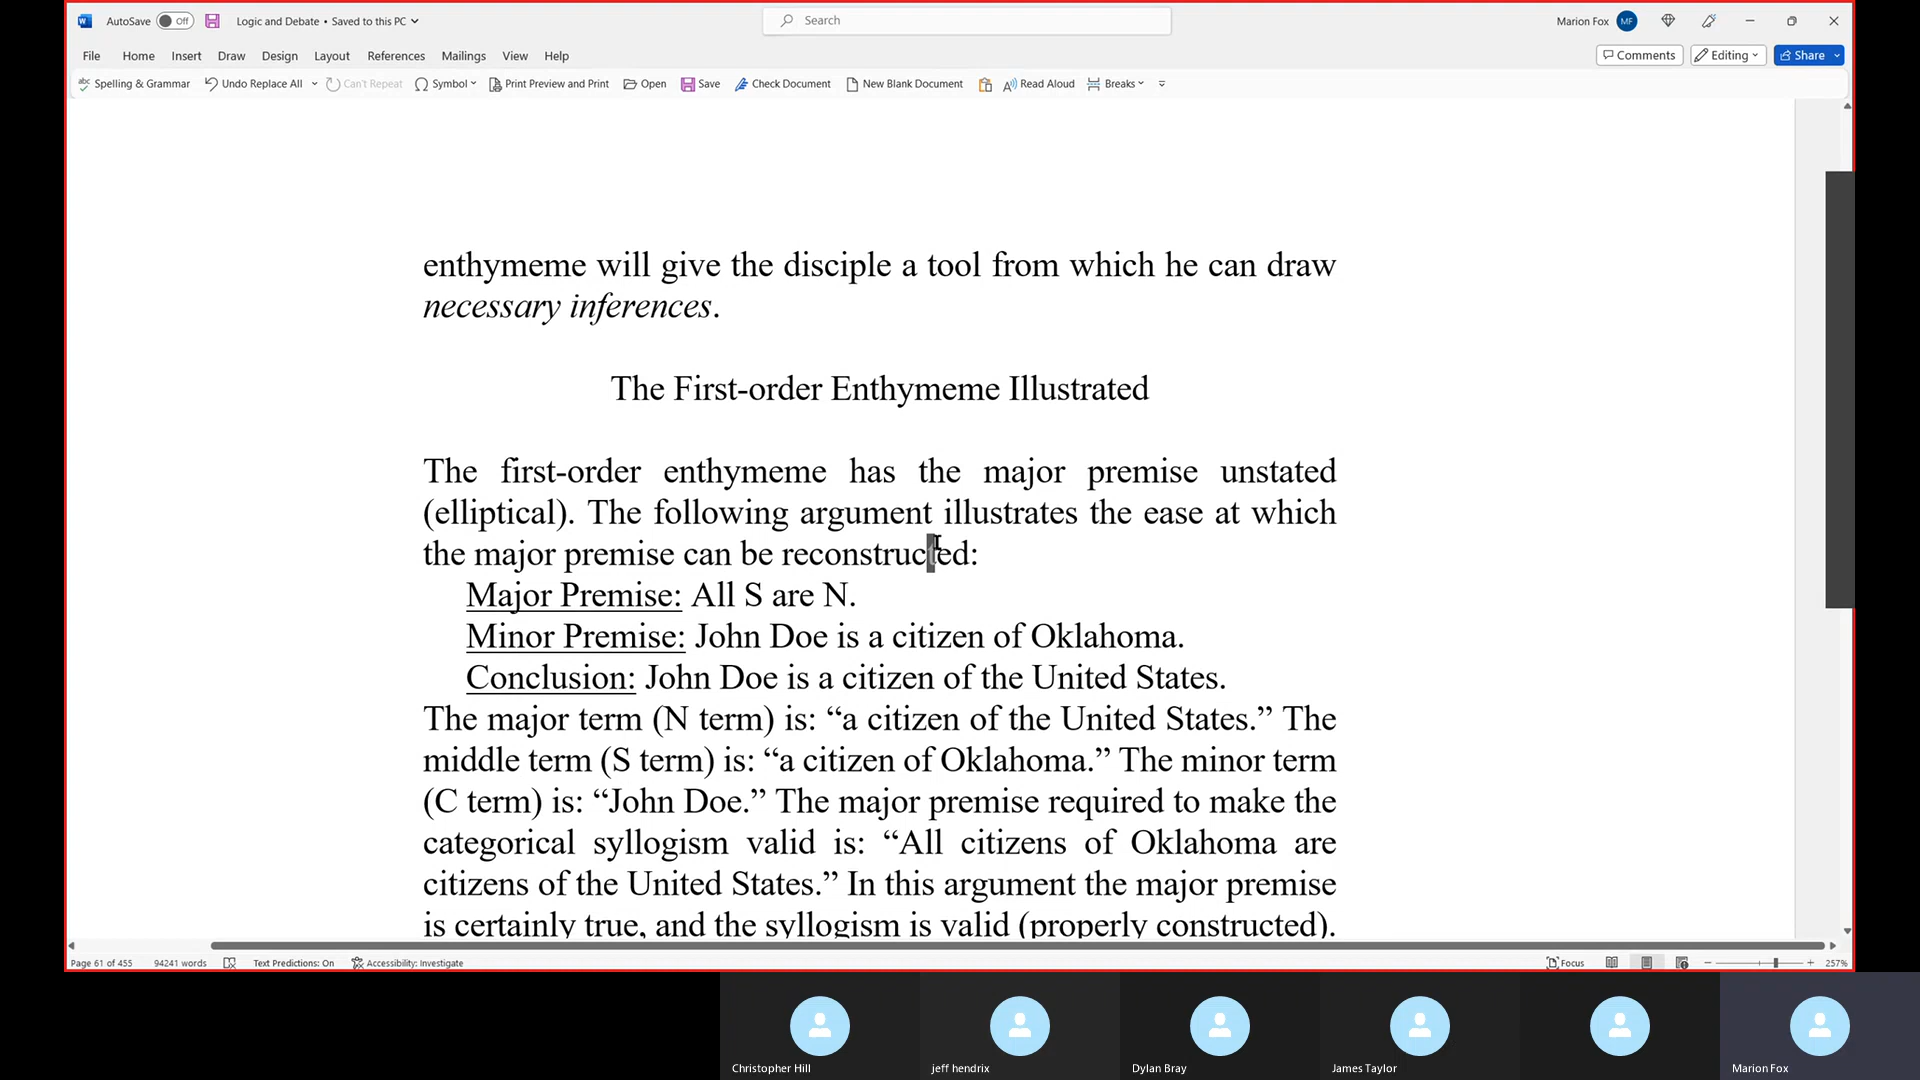 AutoSave Off Logic and Debate • Saved to this PC Search Marion Fox MF
File Home Insert Draw Design Layout References Mailings View Help Comments Editing Share
Spelling & Grammar Undo Replace All Can't Repeat Symbol Print Preview and Print Open Save Check Document New Blank Document Read Aloud Breaks
enthymeme will give the disciple a tool from which he can draw
necessary inferences.
The First-order Enthymeme Illustrated
The first-order enthymeme has the major premise unstated
(elliptical). The following argument illustrates the ease at which
the major premise can be reconstructed:
Major Premise: All S are N.
Minor Premise: John Doe is a citizen of Oklahoma.
Conclusion: John Doe is a citizen of the United States.
The major term (N term) is: “a citizen of the United States.” The
middle term (S term) is: “a citizen of Oklahoma.” The minor term
(C term) is: “John Doe.” The major premise required to make the
categorical syllogism valid is: “All citizens of Oklahoma are
citizens of the United States.” In this argument the major premise
is certainly true, and the syllogism is valid (properly constructed).
Page 61 of 455 94241 words Text Predictions: On Accessibility: Investigate Focus 257%
Christopher Hill jeff hendrix Dylan Bray James Taylor Marion Fox